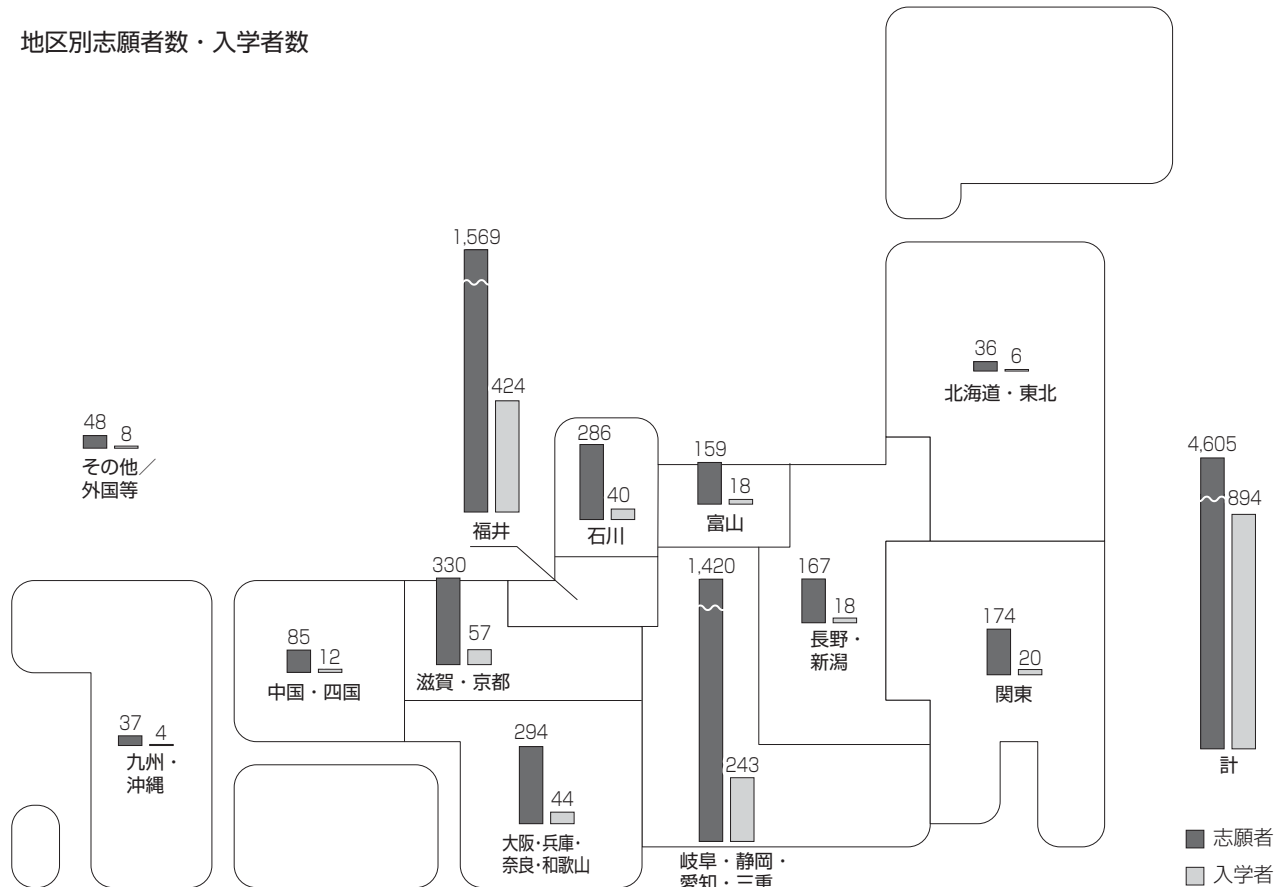 地区別志願者数・入学者数
1,569
424
福井
36
6
北海道・東北
48
8
その他／
外国等
286
40
石川
159
18
富山
4,605
894
計
330
57
滋賀・京都
1,420
243
岐阜・静岡・
愛知・三重
167
18
長野・
新潟
174
20
関東
85
12
中国・四国
37
4
九州・
沖縄
294
44
大阪・兵庫・
奈良・和歌山
志願者
入学者